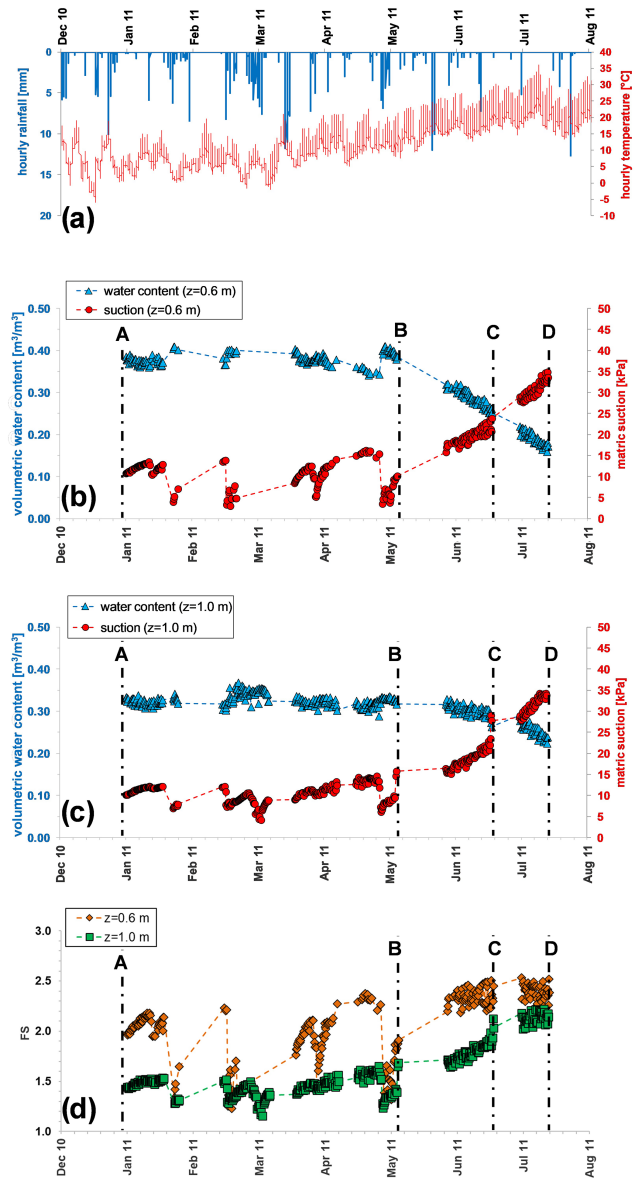 Dec 10 Jan 11 Feb 11 Mar 11 Apr 11 May 11 Jun 11 Jul 11 Aug 11
hourly rainfall [mm]
0 5 10 15 20
hourly temperature [°C]
40 35 30 25 20 15 10 5 0 -5 -10
(a)
water content (z=0.6 m)
suction (z=0.6 m)
A B C D
volumetric water content [m³/m³]
0.50 0.40 0.30 0.20 0.10 0.00
matric suction [kPa]
50 45 40 35 30 25 20 15 10 5 0
(b)
Dec 10 Jan 11 Feb 11 Mar 11 Apr 11 May 11 Jun 11 Jul 11 Aug 11
water content (z=1.0 m)
suction (z=1.0 m)
A B C D
volumetric water content [m³/m³]
0.50 0.40 0.30 0.20 0.10 0.00
matric suction [kPa]
50 45 40 35 30 25 20 15 10 5 0
(c)
Dec 10 Jan 11 Feb 11 Mar 11 Apr 11 May 11 Jun 11 Jul 11 Aug 11
z=0.6 m
z=1.0 m
A B C D
FS
3.0 2.5 2.0 1.5 1.0
(d)
Dec 10 Jan 11 Feb 11 Mar 11 Apr 11 May 11 Jun 11 Jul 11 Aug 11